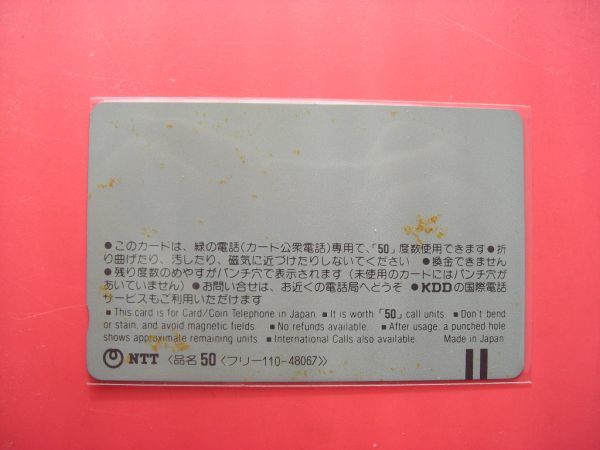 ●このカードは、緑の電話(カード公衆電話)専用で、「50」度数使用できます●折
り曲げたり、汚したり、磁気に近づけたりしないでください ●換金できません
●残り度数のめやすがパンチ穴で表示されます(未使用のカードにはパンチ穴が
あいていません)●お問い合せは、お近くの電話局へどうぞ ●KDDの国際電話
サービスもご利用いただけます
■ This card is for Card/Coin Telephone in Japan. ■ It is worth「50」call units ■ Don't bend
or stain, and avoid magnetic fields ■ No refunds available. ■ After usage, a punched hole
shows approximate remaining units ■ International Calls also available. Made in Japan
NTT 〈品名 50〈フリー110-48067〉〉